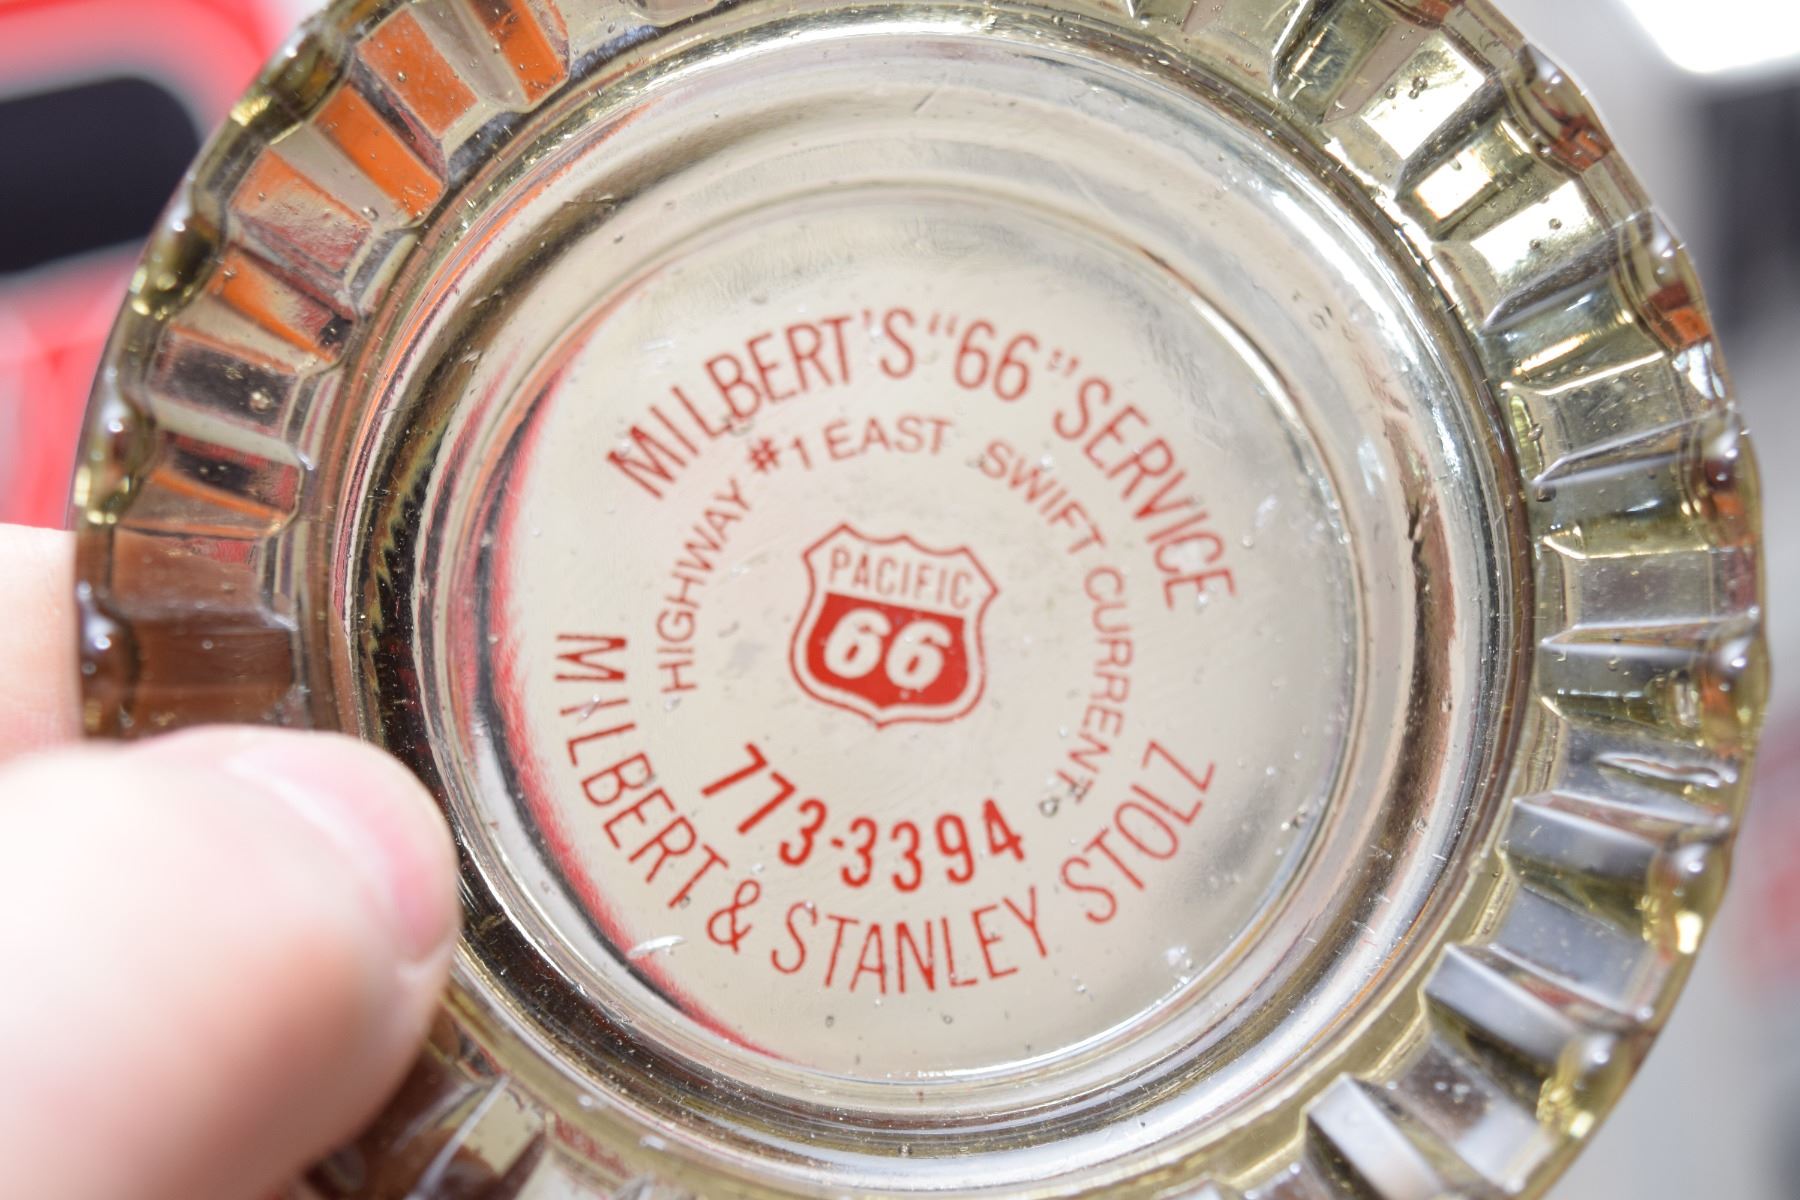 MILBERT'S "66" SERVICE
HIGHWAY #1 EAST SWIFT CURRENT
PACIFIC
66
773-3394
MILBERT & STANLEY STOLZ